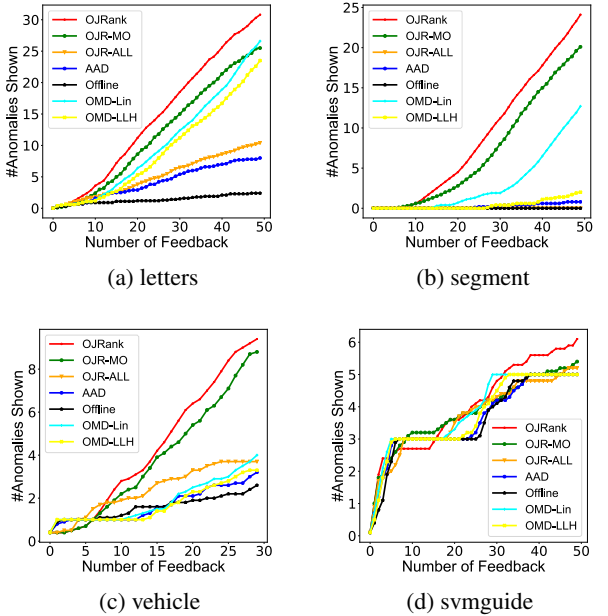 #Anomalies Shown
30
25
20
15
10
5
0
OJRank
OJR-MO
OJR-ALL
AAD
Offline
OMD-Lin
OMD-LLH
0 10 20 30 40 50
Number of Feedback
(a) letters
#Anomalies Shown
25
20
15
10
5
0
OJRank
OJR-MO
OJR-ALL
AAD
Offline
OMD-Lin
OMD-LLH
0 10 20 30 40 50
Number of Feedback
(b) segment
#Anomalies Shown
8
6
4
2
0
OJRank
OJR-MO
OJR-ALL
AAD
Offline
OMD-Lin
OMD-LLH
0 5 10 15 20 25 30
Number of Feedback
(c) vehicle
#Anomalies Shown
6
5
4
3
2
1
0
OJRank
OJR-MO
OJR-ALL
AAD
Offline
OMD-Lin
OMD-LLH
0 10 20 30 40 50
Number of Feedback
(d) svmguide